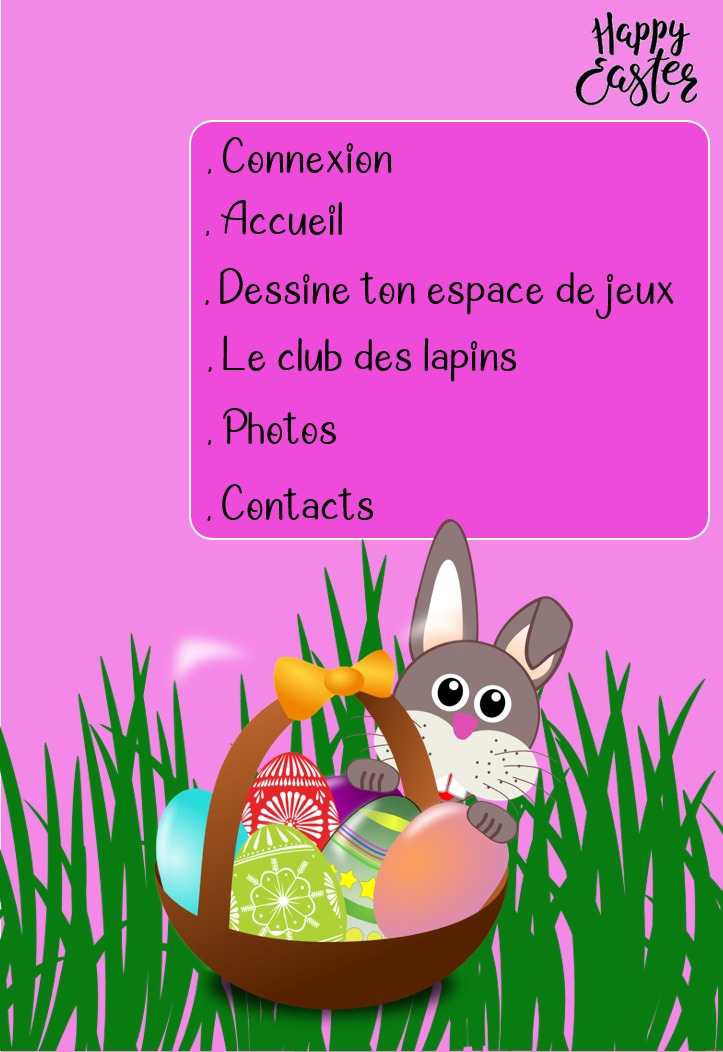 Happy
Easter
. Connexion
. Accueil
. Dessine ton espace de jeux
. Le club des lapins
. Photos
. Contacts